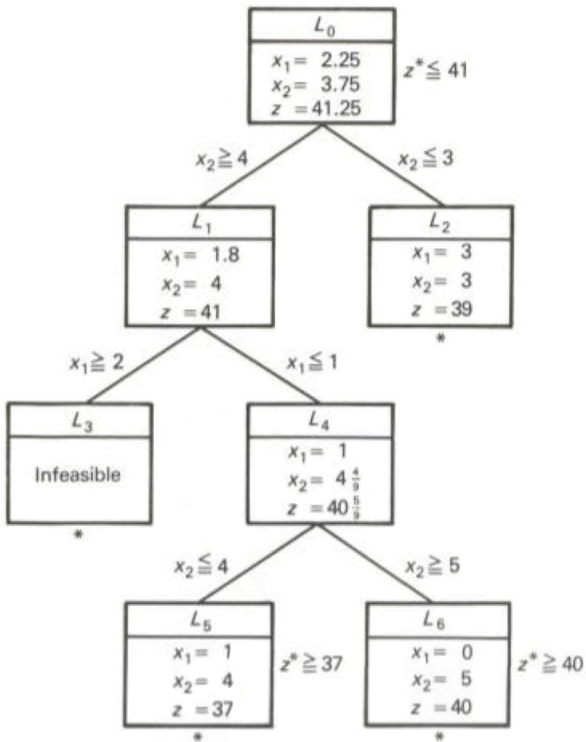 L₀
x₁ = 2.25
x₂ = 3.75
z = 41.25
z* ≦ 41
x₂ ≧ 4
x₂ ≦ 3
L₁
x₁ = 1.8
x₂ = 4
z = 41
L₂
x₁ = 3
x₂ = 3
z = 39
*
x₁ ≧ 2
x₁ ≦ 1
L₃
Infeasible
*
L₄
x₁ = 1
x₂ = 4 4/9
z = 40 5/9
x₂ ≦ 4
x₂ ≧ 5
L₅
x₁ = 1
x₂ = 4
z = 37
z* ≧ 37
*
L₆
x₁ = 0
x₂ = 5
z = 40
z* ≧ 40
*